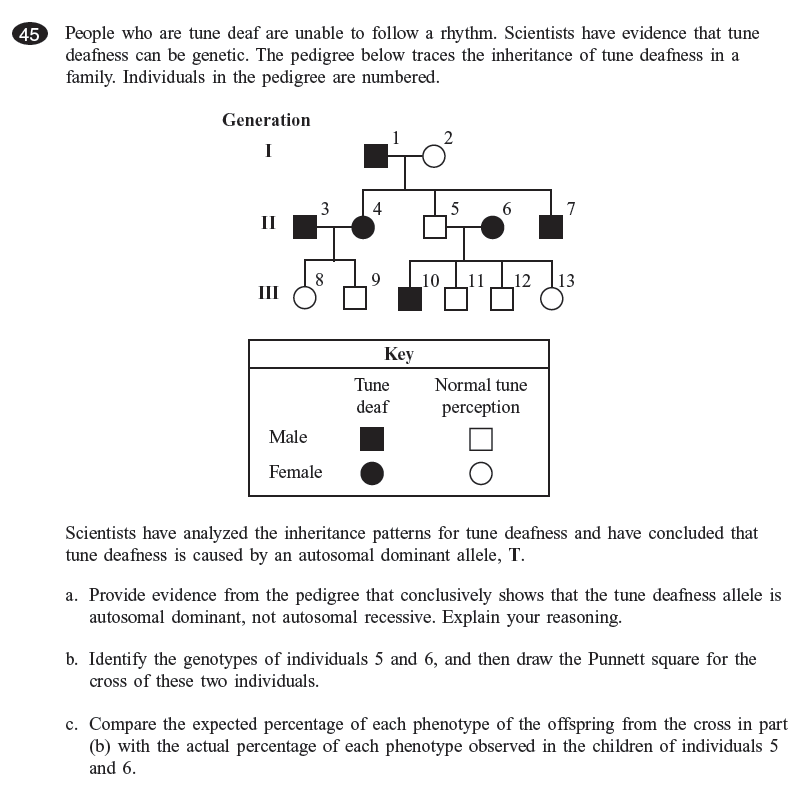 45 People who are tune deaf are unable to follow a rhythm. Scientists have evidence that tune
deafness can be genetic. The pedigree below traces the inheritance of tune deafness in a
family. Individuals in the pedigree are numbered.
Generation
1 2
I
3 4 5 6 7
II
8 9 10 11 12 13
III
Key
Tune Normal tune
deaf perception
Male
Female
Scientists have analyzed the inheritance patterns for tune deafness and have concluded that
tune deafness is caused by an autosomal dominant allele, T.
a. Provide evidence from the pedigree that conclusively shows that the tune deafness allele is
autosomal dominant, not autosomal recessive. Explain your reasoning.
b. Identify the genotypes of individuals 5 and 6, and then draw the Punnett square for the
cross of these two individuals.
c. Compare the expected percentage of each phenotype of the offspring from the cross in part
(b) with the actual percentage of each phenotype observed in the children of individuals 5
and 6.